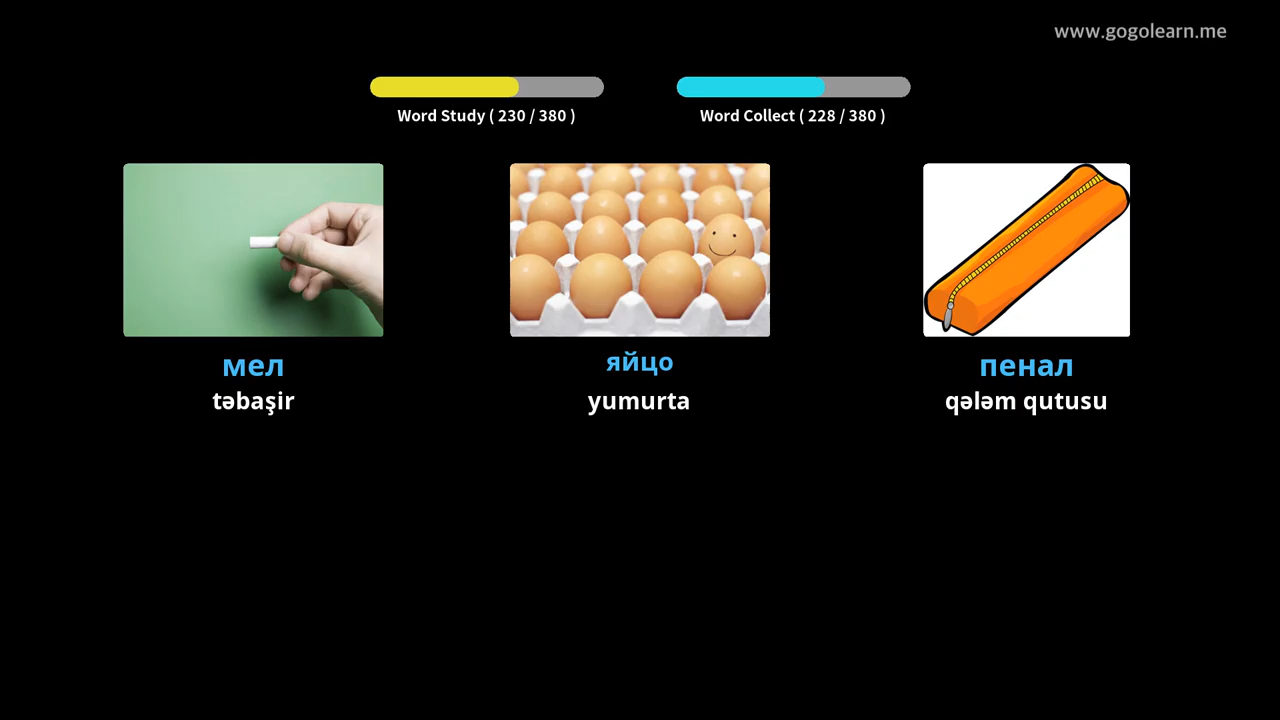 www.gogolearn.me
Word Study ( 230 / 380 )
Word Collect ( 228 / 380 )
мел
яйцо
пенал
təbaşir
yumurta
qələm qutusu